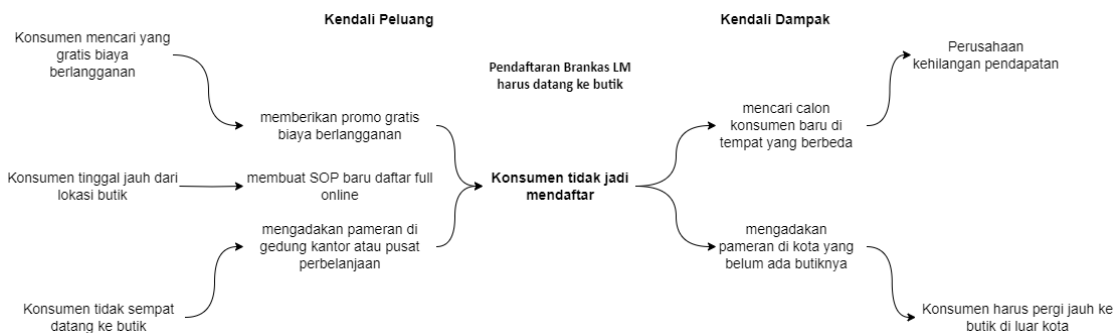 Kendali Peluang
Kendali Dampak
Konsumen mencari yang
gratis biaya
berlangganan
Pendaftaran Brankas LM
harus datang ke butik
Perusahaan
kehilangan pendapatan
memberikan promo gratis
biaya berlangganan
mencari calon
konsumen baru di
tempat yang berbeda
Konsumen tinggal jauh dari
lokasi butik
membuat SOP baru daftar full
online
Konsumen tidak jadi
mendaftar
mengadakan pameran di
gedung kantor atau pusat
perbelanjaan
mengadakan
pameran di kota yang
belum ada butiknya
Konsumen tidak sempat
datang ke butik
Konsumen harus pergi jauh ke
butik di luar kota